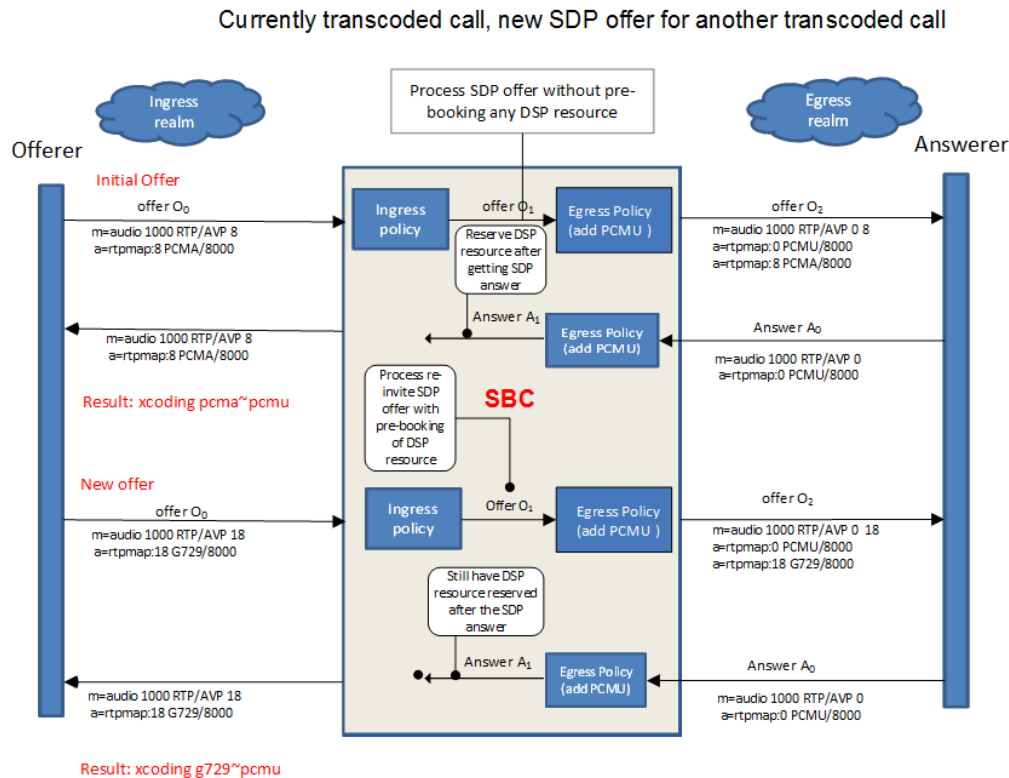 Currently transcoded call, new SDP offer for another transcoded call
Ingress
realm
Process SDP offer without pre-
booking any DSP resource
Egress
realm
Offerer
Answerer
Initial Offer
offer O₀
m=audio 1000 RTP/AVP 8
a=rtpmap:8 PCMA/8000
Ingress
policy
offer O₁
Egress Policy
(add PCMU )
offer O₂
m=audio 1000 RTP/AVP 0 8
a=rtpmap:0 PCMU/8000
a=rtpmap:8 PCMA/8000
Reserve DSP
resource after
getting SDP
answer
Answer A₁
Egress Policy
(add PCMU)
Answer A₀
m=audio 1000 RTP/AVP 0
a=rtpmap:0 PCMU/8000
m=audio 1000 RTP/AVP 8
a=rtpmap:8 PCMA/8000
Result: xcoding pcma~pcmu
Process re-
invite SDP
offer with
pre-booking
of DSP
resource
SBC
New offer
offer O₀
m=audio 1000 RTP/AVP 18
a=rtpmap:18 G729/8000
Ingress
policy
Offer O₁
Egress Policy
(add PCMU )
offer O₂
m=audio 1000 RTP/AVP 0 18
a=rtpmap:0 PCMU/8000
a=rtpmap:18 G729/8000
Still have DSP
resource reserved
after the SDP
answer
Answer A₁
Egress Policy
(add PCMU)
Answer A₀
m=audio 1000 RTP/AVP 0
a=rtpmap:0 PCMU/8000
m=audio 1000 RTP/AVP 18
a=rtpmap:18 G729/8000
Result: xcoding g729~pcmu